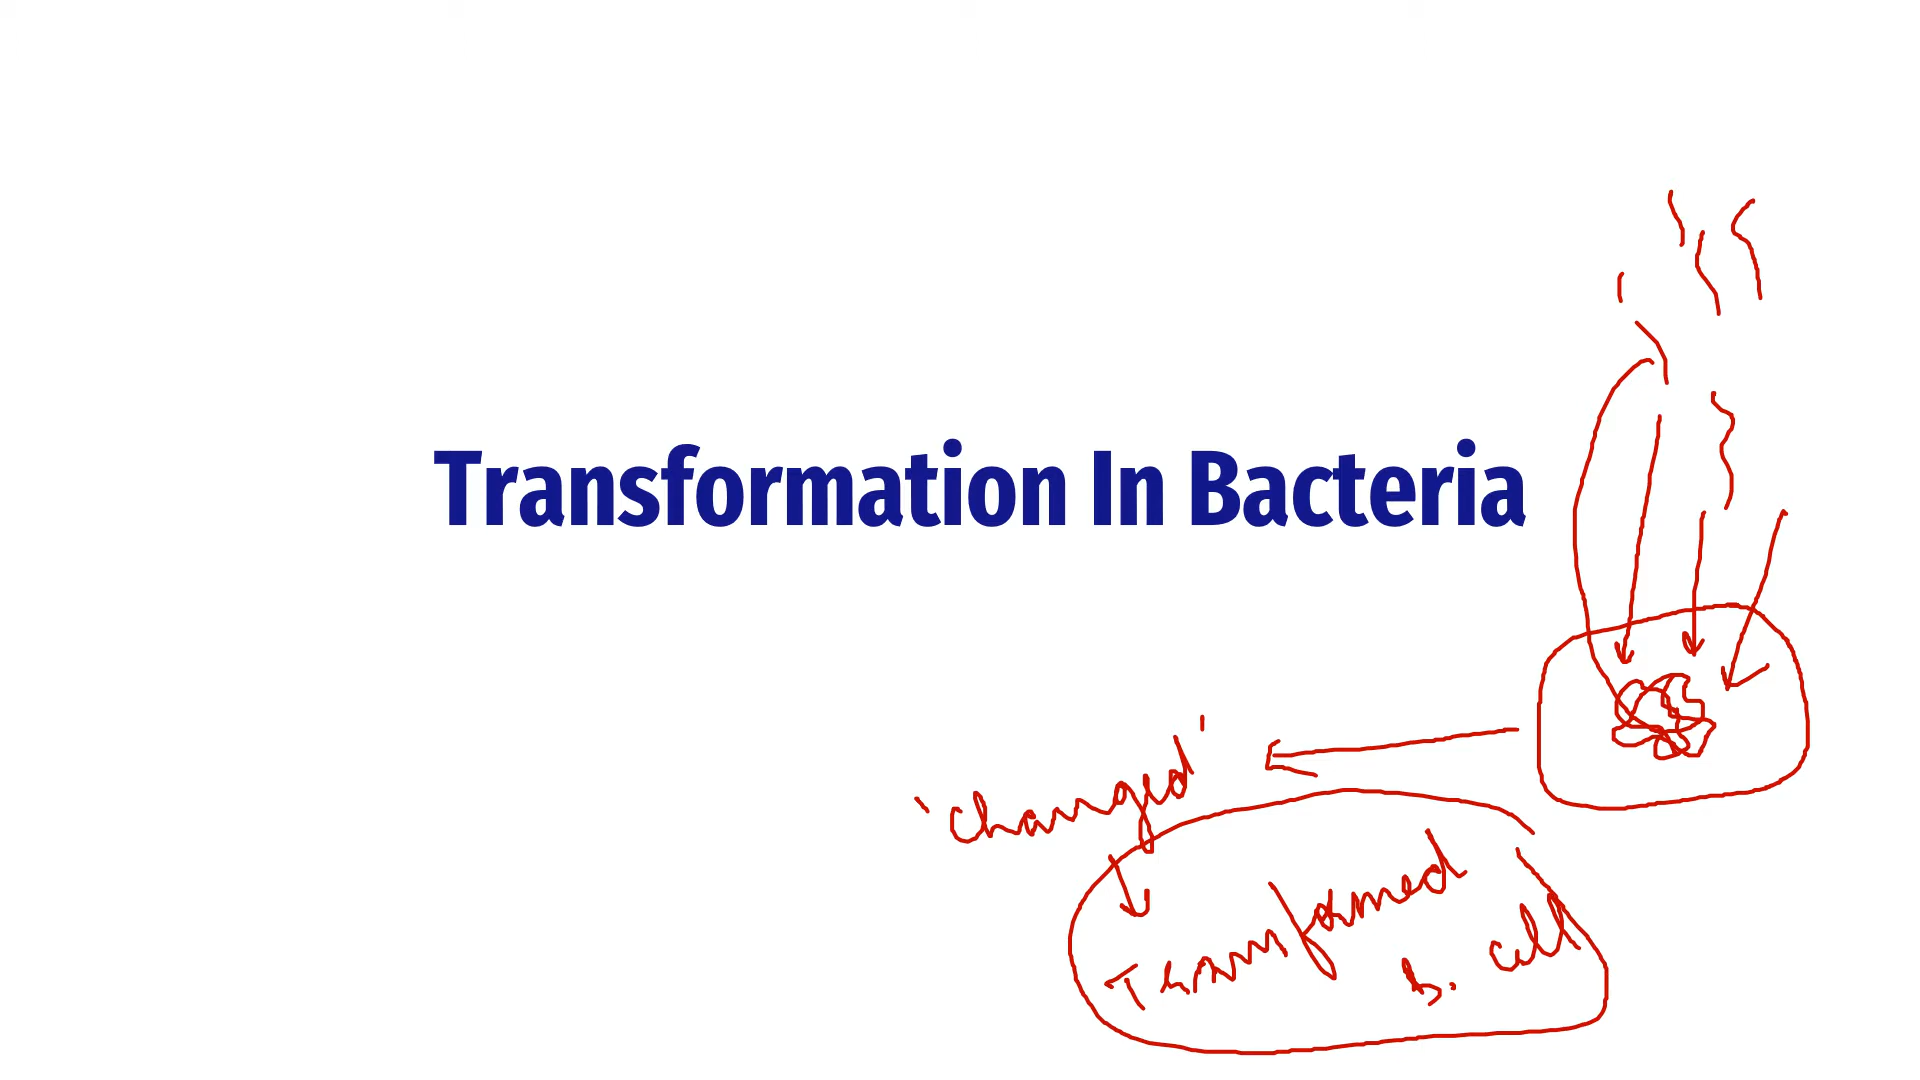 Transformation In Bacteria
'changed'
Transformed
B. cell